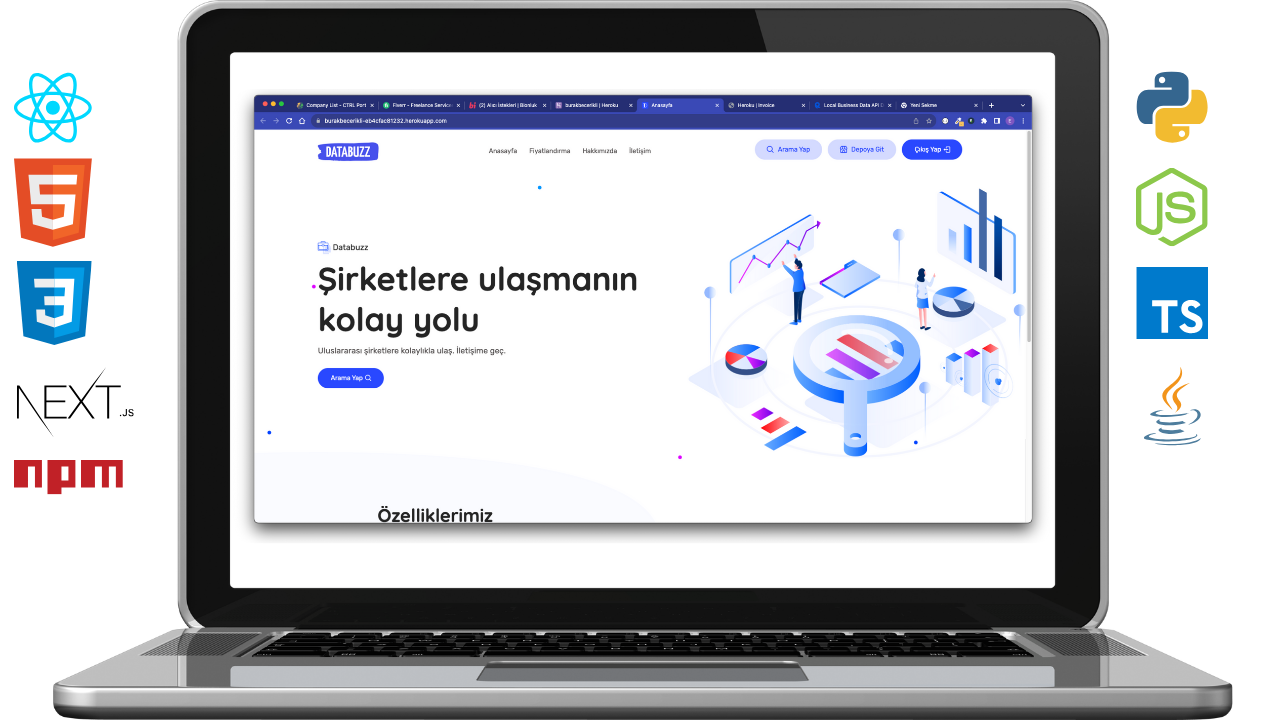 Company List - CTRL Port
Fiverr - Freelance Service
(2) Alıcı İstekleri | Bionluk
burakbecerikli | Heroku
Anasayfa
Heroku | Invoice
Local Business Data API D
Yeni Sekme
burakbecerikli-eb4cfac81232.herokuapp.com
DATABUZZ
Anasayfa Fiyatlandırma Hakkımızda İletişim
Arama Yap
Depoya Git
Çıkış Yap
Databuzz
Şirketlere ulaşmanın
kolay yolu
Uluslararası şirketlere kolaylıkla ulaş. İletişime geç.
Arama Yap
Özelliklerimiz
5
3
NEXT.JS
npm
JS
TS